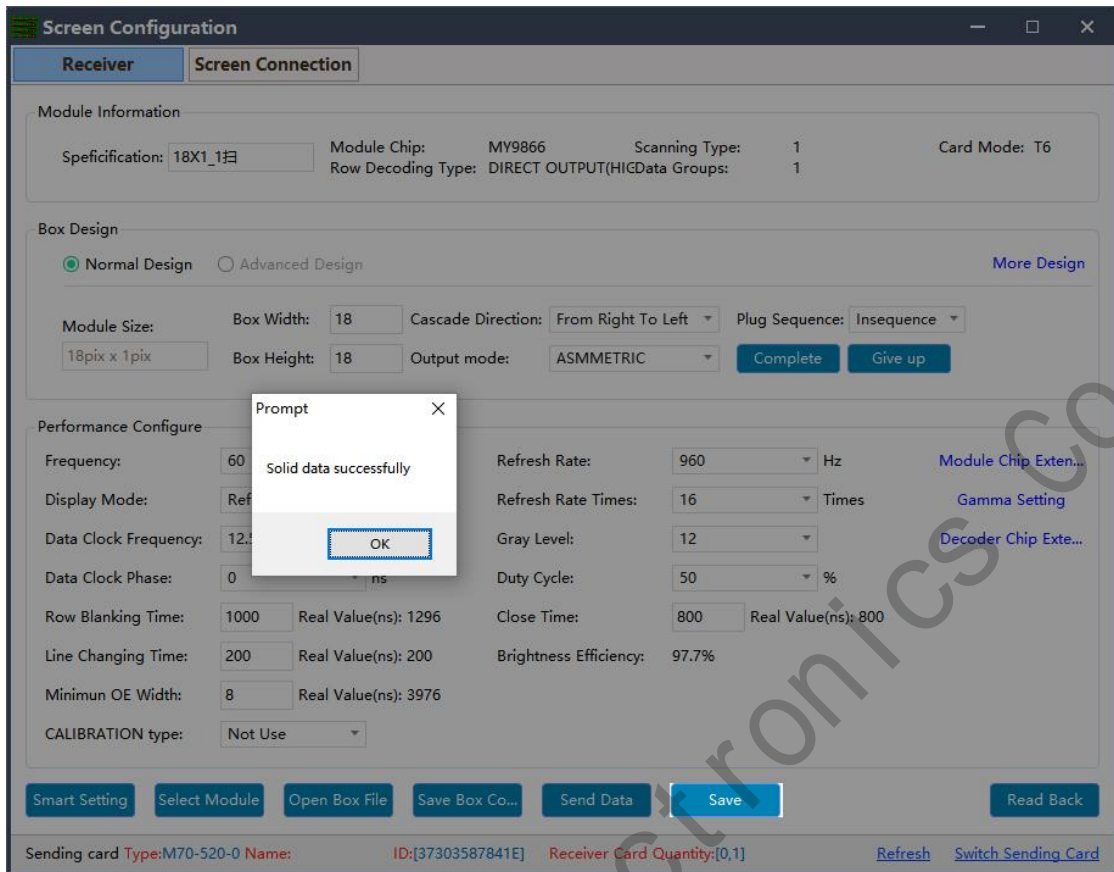 Screen Configuration
Receiver Screen Connection
Module Information
Speficification: 18X1_1扫 Module Chip: MY9866 Scanning Type: 1 Card Mode: T6
Row Decoding Type: DIRECT OUTPUT(HIGData Groups: 1
Box Design
Normal Design Advanced Design More Design
Module Size: Box Width: 18 Cascade Direction: From Right To Left Plug Sequence: Insequence
18pix x 1pix Box Height: 18 Output mode: ASMMETRIC Complete Give up
Prompt
Solid data successfully
OK
Performance Configure
Frequency: 60 Refresh Rate: 960 Hz Module Chip Exten...
Display Mode: Ref Refresh Rate Times: 16 Times Gamma Setting
Data Clock Frequency: 12.5 Gray Level: 12 Decoder Chip Exte...
Data Clock Phase: 0 ns Duty Cycle: 50 %
Row Blanking Time: 1000 Real Value(ns): 1296 Close Time: 800 Real Value(ns): 800
Line Changing Time: 200 Real Value(ns): 200 Brightness Efficiency: 97.7%
Minimun OE Width: 8 Real Value(ns): 3976
CALIBRATION type: Not Use
Smart Setting Select Module Open Box File Save Box Co... Send Data Save Read Back
Sending card Type:M70-520-0 Name: ID:[37303587841E] Receiver Card Quantity:[0,1] Refresh Switch Sending Card
ctronics Co